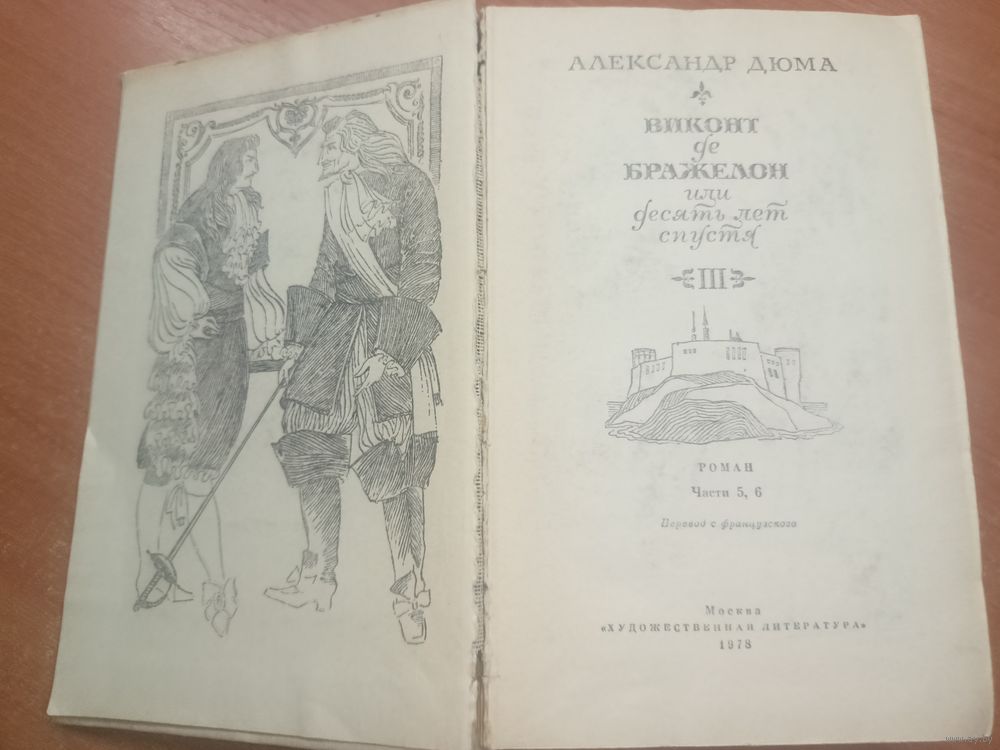 АЛЕКСАНДР ДЮМА
ВИКОНТ
де
БРАЖЕЛОН
или
десять лет
спустя
III
РОМАН
Части 5, 6
Перевод с французского
Москва
«ХУДОЖЕСТВЕННАЯ ЛИТЕРАТУРА»
1978